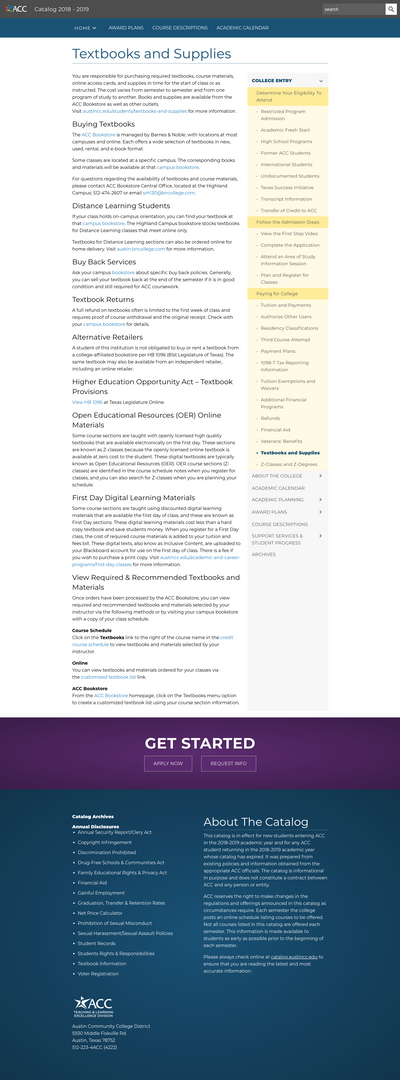 ACC Catalog 2018 - 2019
search
HOME
AWARD PLANS
COURSE DESCRIPTIONS
ACADEMIC CALENDAR
Textbooks and Supplies
You are responsible for purchasing required textbooks, course materials,
online access cards, and supplies in time for the start of class or as
instructed. The cost varies from semester to semester and from one
program of study to another. Books and supplies are available from the
ACC Bookstore as well as other outlets.
Visit austincc.edu/students/textbooks-and-supplies for more information.
Buying Textbooks
The ACC Bookstore is managed by Barnes & Noble, with locations at most
campuses and online. Each offers a wide selection of textbooks in new,
used, rental, and e-book format.
Some classes are located at a specific campus. The corresponding books
and materials will be available at that campus bookstore.
For questions regarding the availability of textbooks and course materials,
please contact ACC Bookstore Central Office, located at the Highland
Campus 512-474-2607 or email sm130@bncollege.com.
Distance Learning Students
If your class holds on-campus orientation, you can find your textbook at
that campus bookstore. The Highland Campus bookstore stocks textbooks
for Distance Learning classes that meet online only.
Textbooks for Distance Learning sections can also be ordered online for
home delivery. Visit austin.bncollege.com for more information.
Buy Back Services
Ask your campus bookstore about specific buy back policies. Generally,
you can sell your textbook back at the end of the semester if it is in good
condition and still required for ACC coursework.
Textbook Returns
A full refund on textbooks often is limited to the first week of class and
requires proof of course withdrawal and the original receipt. Check with
your campus bookstore for details.
Alternative Retailers
A student of this institution is not obligated to buy or rent a textbook from
a college-affiliated bookstore per HB 1096 (81st Legislature of Texas). The
same textbook may also be available from an independent retailer,
including an online retailer.
Higher Education Opportunity Act – Textbook
Provisions
View HB 1096 at Texas Legislature Online.
Open Educational Resources (OER) Online
Materials
Some course sections are taught with openly licensed high quality
textbooks that are available electronically on the first day. These sections
are known as Z-classes because the openly licensed online textbook is
available at zero cost to the student. These digital textbooks are typically
known as Open Educational Resources (OER). OER course sections (Z-
classes) are identified in the course schedule notes when you register for
classes, and you can also search for Z-classes when you are planning your
schedule.
First Day Digital Learning Materials
Some course sections are taught using discounted digital learning
materials that are available the first day of class, and these are known as
First Day sections. These digital learning materials cost less than a hard
copy textbook and save students money. When you register for a First Day
class, the cost of required course materials is added to your tuition and
fees bill. These digital texts, also known as Inclusive Content, are uploaded to
your Blackboard account for use on the first day of class. There is a fee if
you wish to purchase a print copy. Visit austincc.edu/academic-and-career-
programs/first-day-classes for more information.
View Required & Recommended Textbooks and
Materials
Once orders have been processed by the ACC Bookstore, you can view
required and recommended textbooks and materials selected by your
instructor via the following methods or by visiting your campus bookstore
with a copy of your class schedule.
Course Schedule
Click on the Textbooks link to the right of the course name in the credit
course schedule to view textbooks and materials selected by your
instructor.
Online
You can view textbooks and materials ordered for your classes via
the customized textbook list link.
ACC Bookstore
From the ACC Bookstore homepage, click on the Textbooks menu option
to create a customized textbook list using your course section information.
COLLEGE ENTRY
Determine Your Eligibility To
Attend
Restricted Program
Admission
Academic Fresh Start
High School Programs
Former ACC Students
International Students
Undocumented Students
Texas Success Initiative
Transcript Information
Transfer of Credit to ACC
Follow the Admission Steps
View the First Step Video
Complete the Application
Attend an Area of Study
Information Session
Plan and Register for
Classes
Paying for College
Tuition and Payments
Authorize Other Users
Residency Classifications
Third Course Attempt
Payment Plans
1098-T Tax Reporting
Information
Tuition Exemptions and
Waivers
Additional Financial
Programs
Refunds
Financial Aid
Veterans' Benefits
Textbooks and Supplies
Z-Classes and Z-Degrees
ABOUT THE COLLEGE
ACADEMIC CALENDAR
ACADEMIC PLANNING
AWARD PLANS
COURSE DESCRIPTIONS
SUPPORT SERVICES &
STUDENT PROGRESS
ARCHIVES
GET STARTED
APPLY NOW
REQUEST INFO
Catalog Archives
Annual Disclosures
Annual Security Report/Clery Act
Copyright Infringement
Discrimination Prohibited
Drug-Free Schools & Communities Act
Family Educational Rights & Privacy Act
Financial Aid
Gainful Employment
Graduation, Transfer & Retention Rates
Net Price Calculator
Prohibition of Sexual Misconduct
Sexual Harassment/Sexual Assault Policies
Student Records
Students Rights & Responsibilities
Textbook Information
Voter Registration
About The Catalog
This catalog is in effect for new students entering ACC
in the 2018-2019 academic year and for any ACC
student returning in the 2018-2019 academic year
whose catalog has expired. It was prepared from
existing policies and information obtained from the
appropriate ACC officials. The catalog is informational
in purpose and does not constitute a contract between
ACC and any person or entity.
ACC reserves the right to make changes in the
regulations and offerings announced in this catalog as
circumstances require. Each semester the college
posts an online schedule listing courses to be offered.
Not all courses listed in this catalog are offered each
semester. This information is made available to
students as early as possible prior to the beginning of
each semester.
Please always check online at catalog.austincc.edu to
ensure that you are reading the latest and most
accurate information.
ACC
TEACHING & LEARNING
EXCELLENCE DIVISION
Austin Community College District
5930 Middle Fiskville Rd.
Austin, Texas 78752
512-223-4ACC (4222)